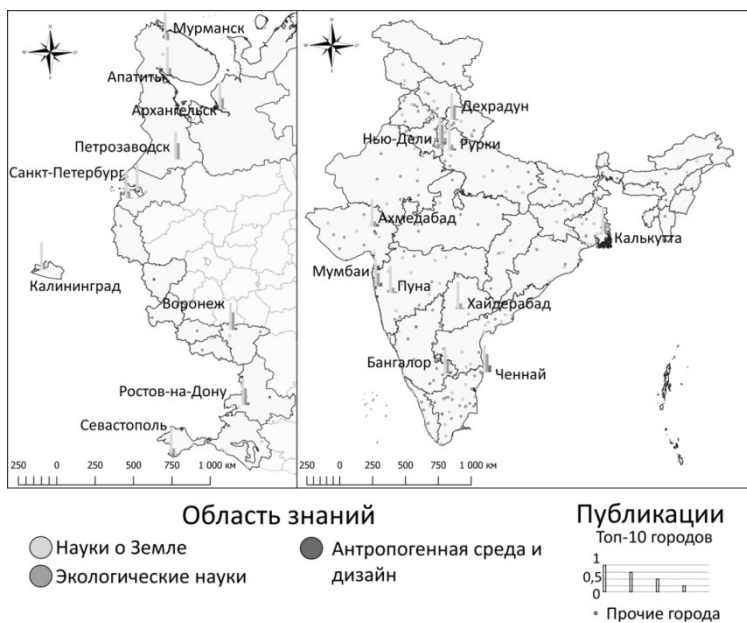 Мурманск
Апатиты
Архангельск
Петрозаводск
Санкт-Петербург
Калининград
Воронеж
Ростов-на-Дону
Севастополь
250 0 250 500 750 1 000 км
Дехрадун
Нью-Дели
Рурки
Ахмедабад
Калькутта
Мумбаи
Пуна
Хайдерабад
Бангалор
Ченнай
250 0 250 500 750 1 000 км
Область знаний
Науки о Земле
Экологические науки
Антропогенная среда и
дизайн
Публикации
Топ-10 городов
1
0,5
0
Прочие города